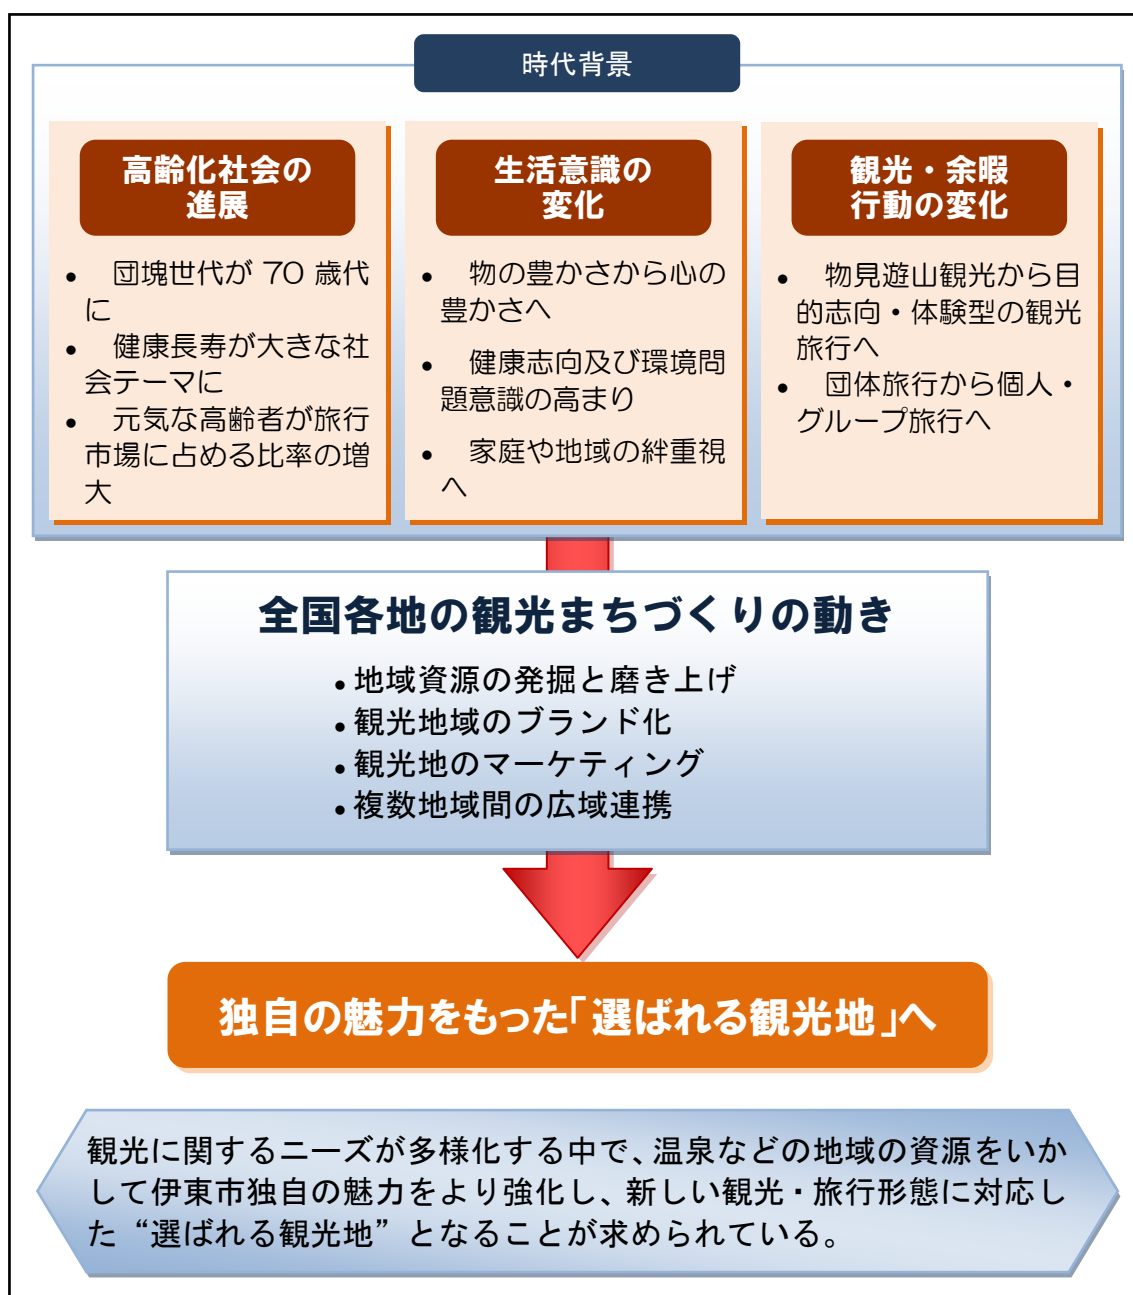 時代背景
高齢化社会の
進展
• 団塊世代が 70 歳代
に
• 健康長寿が大きな社
会テーマに
• 元気な高齢者が旅行
市場に占める比率の増
大
生活意識の
変化
• 物の豊かさから心の
豊かさへ
• 健康志向及び環境問
題意識の高まり
• 家庭や地域の絆重視
へ
観光・余暇
行動の変化
• 物見遊山観光から目
的志向・体験型の観光
旅行へ
• 団体旅行から個人・
グループ旅行へ
全国各地の観光まちづくりの動き
• 地域資源の発掘と磨き上げ
• 観光地域のブランド化
• 観光地のマーケティング
• 複数地域間の広域連携
独自の魅力をもった「選ばれる観光地」へ
観光に関するニーズが多様化する中で、温泉などの地域の資源をいか
して伊東市独自の魅力をより強化し、新しい観光・旅行形態に対応し
た“選ばれる観光地”となることが求められている。